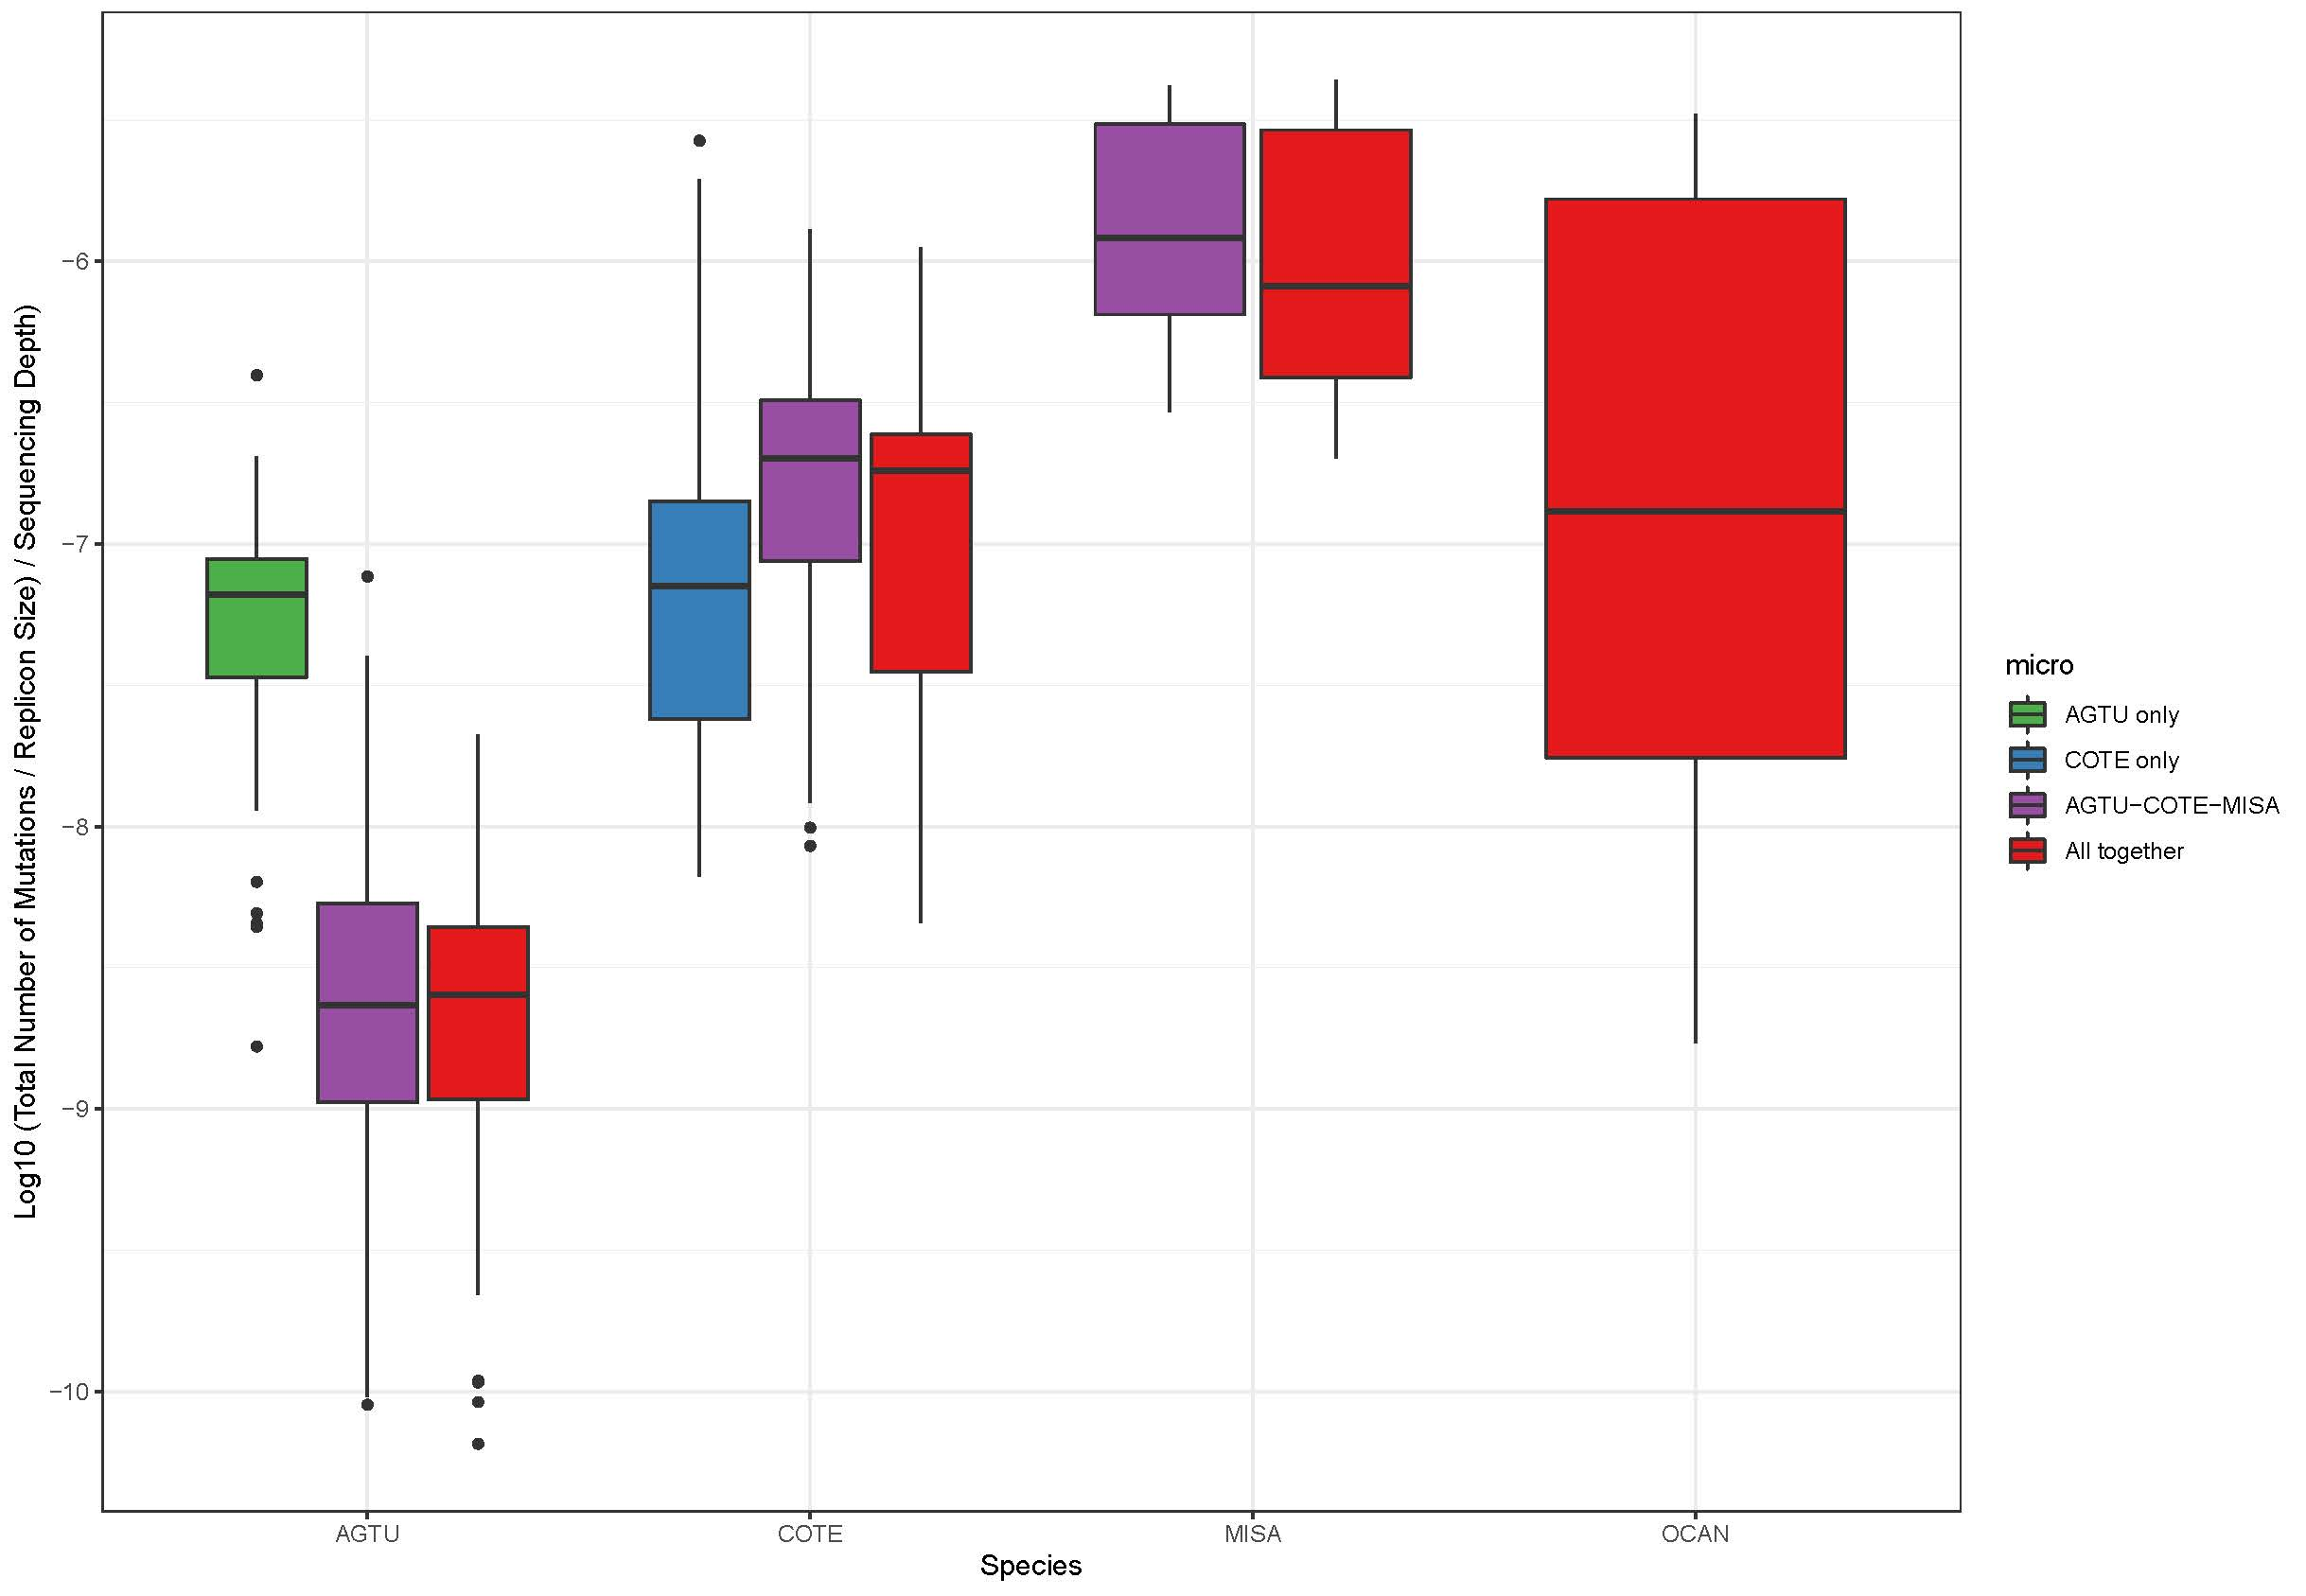 Log10 (Total Number of Mutations / Replicon Size) / Sequencing Depth)
−6
−7
−8
−9
−10
AGTU
COTE
MISA
OCAN
Species
micro
AGTU only
COTE only
AGTU−COTE−MISA
All together